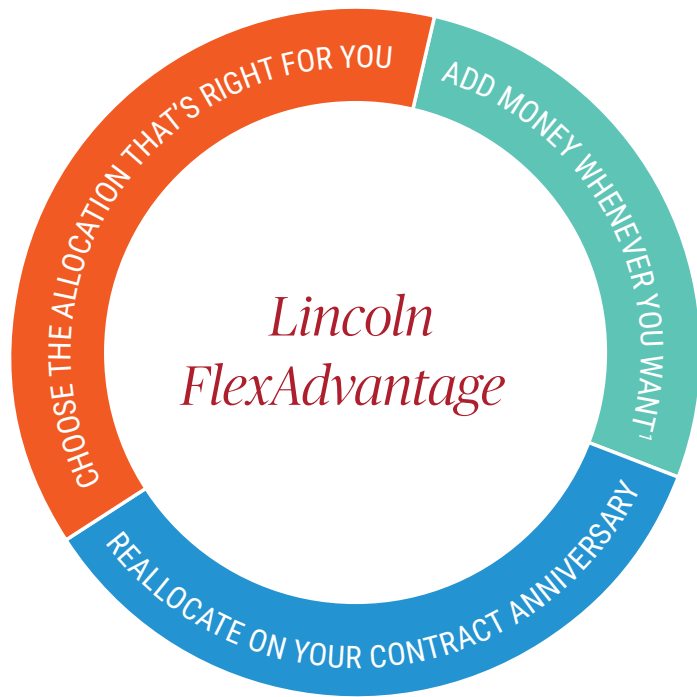 CHOOSE THE ALLOCATION THAT'S RIGHT FOR YOU
ADD MONEY WHENEVER YOU WANT¹
REALLOCATE ON YOUR CONTRACT ANNIVERSARY
Lincoln
FlexAdvantage